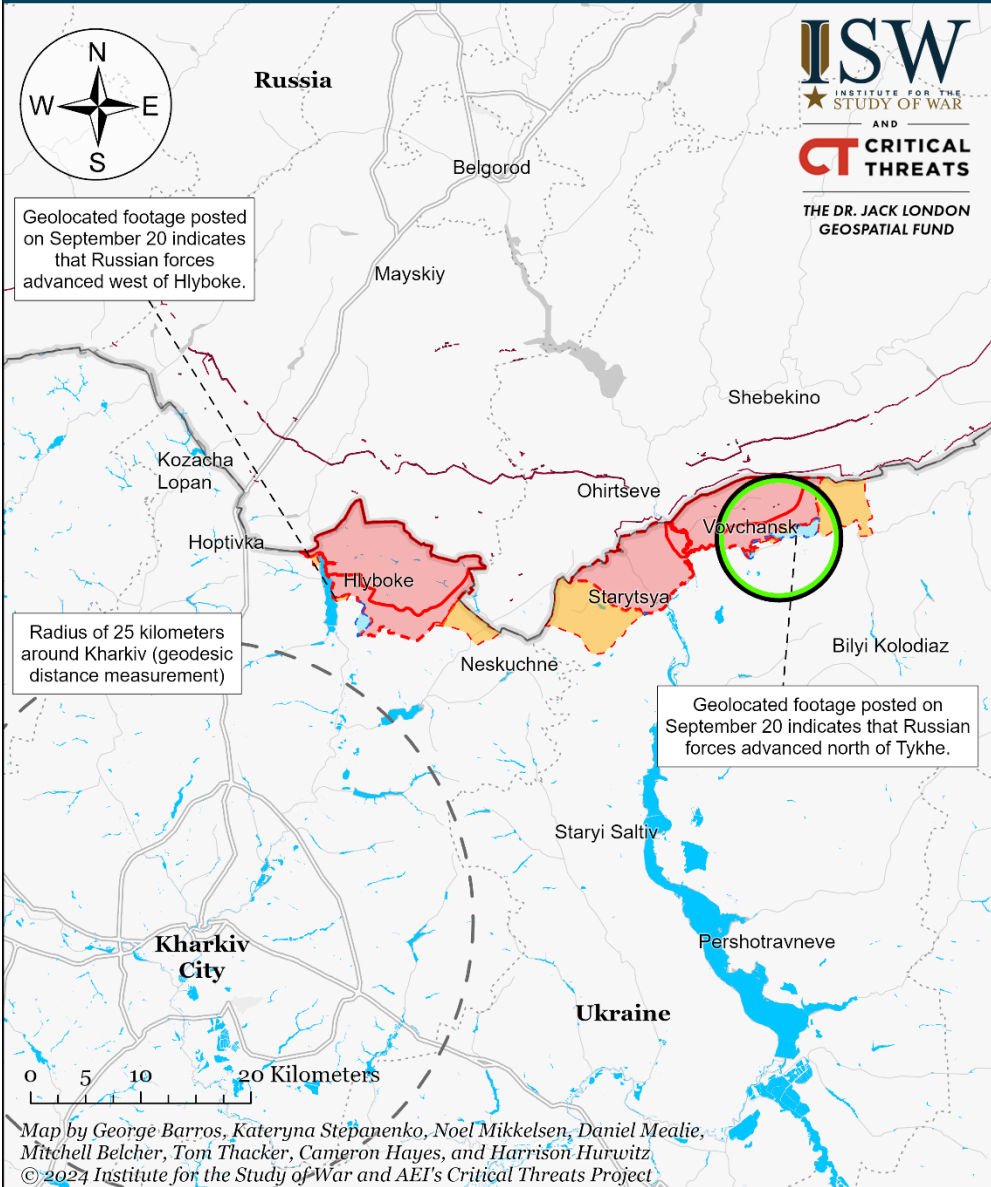 N
W E
S
Russia
ISW
INSTITUTE FOR THE
STUDY OF WAR
AND
CT CRITICAL
THREATS
THE DR. JACK LONDON
GEOSPATIAL FUND
Belgorod
Geolocated footage posted
on September 20 indicates
that Russian forces
advanced west of Hlyboke.
Mayskiy
Shebekino
Kozacha
Lopan
Ohirtseve
Vovchansk
Hoptivka
Hlyboke
Starytsya
Radius of 25 kilometers
around Kharkiv (geodesic
distance measurement)
Neskuchne
Bilyi Kolodiaz
Geolocated footage posted on
September 20 indicates that Russian
forces advanced north of Tykhe.
Staryi Saltiv
Kharkiv
City
Pershotravneve
Ukraine
0 5 10 20 Kilometers
Map by George Barros, Kateryna Stepanenko, Noel Mikkelsen, Daniel Mealie,
Mitchell Belcher, Tom Thacker, Cameron Hayes, and Harrison Hurwitz
© 2024 Institute for the Study of War and AEI's Critical Threats Project